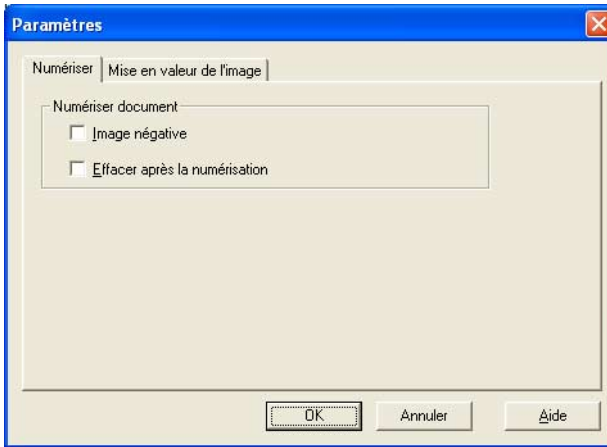 Paramètres
Numériser Mise en valeur de l'image
Numériser document
Image négative
Effacer après la numérisation
OK Annuler Aide